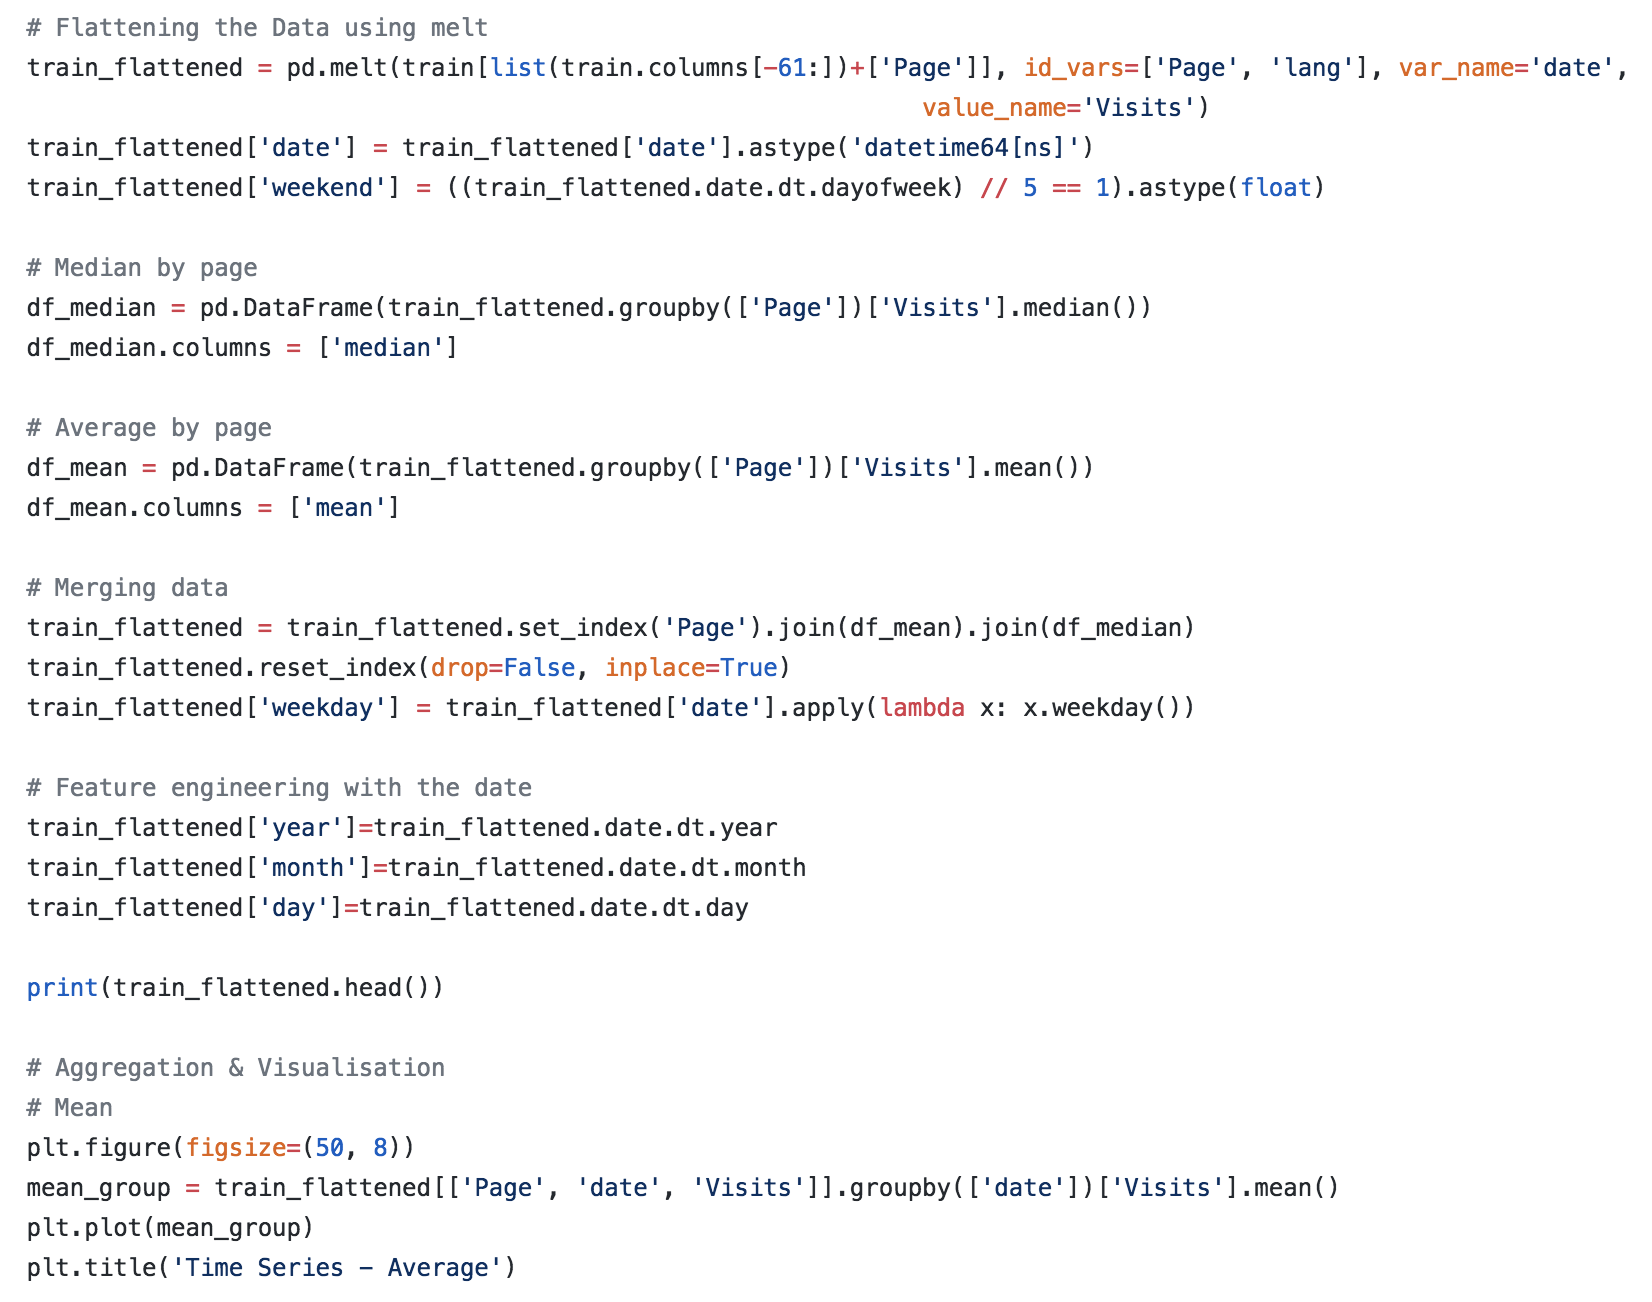 # Flattening the Data using melt
train_flattened = pd.melt(train[list(train.columns[-61:])+['Page']], id_vars=['Page', 'lang'], var_name='date',
value_name='Visits')
train_flattened['date'] = train_flattened['date'].astype('datetime64[ns]')
train_flattened['weekend'] = ((train_flattened.date.dt.dayofweek) // 5 == 1).astype(float)
# Median by page
df_median = pd.DataFrame(train_flattened.groupby(['Page'])['Visits'].median())
df_median.columns = ['median']
# Average by page
df_mean = pd.DataFrame(train_flattened.groupby(['Page'])['Visits'].mean())
df_mean.columns = ['mean']
# Merging data
train_flattened = train_flattened.set_index('Page').join(df_mean).join(df_median)
train_flattened.reset_index(drop=False, inplace=True)
train_flattened['weekday'] = train_flattened['date'].apply(lambda x: x.weekday())
# Feature engineering with the date
train_flattened['year']=train_flattened.date.dt.year
train_flattened['month']=train_flattened.date.dt.month
train_flattened['day']=train_flattened.date.dt.day
print(train_flattened.head())
# Aggregation & Visualisation
# Mean
plt.figure(figsize=(50, 8))
mean_group = train_flattened[['Page', 'date', 'Visits']].groupby(['date'])['Visits'].mean()
plt.plot(mean_group)
plt.title('Time Series - Average')